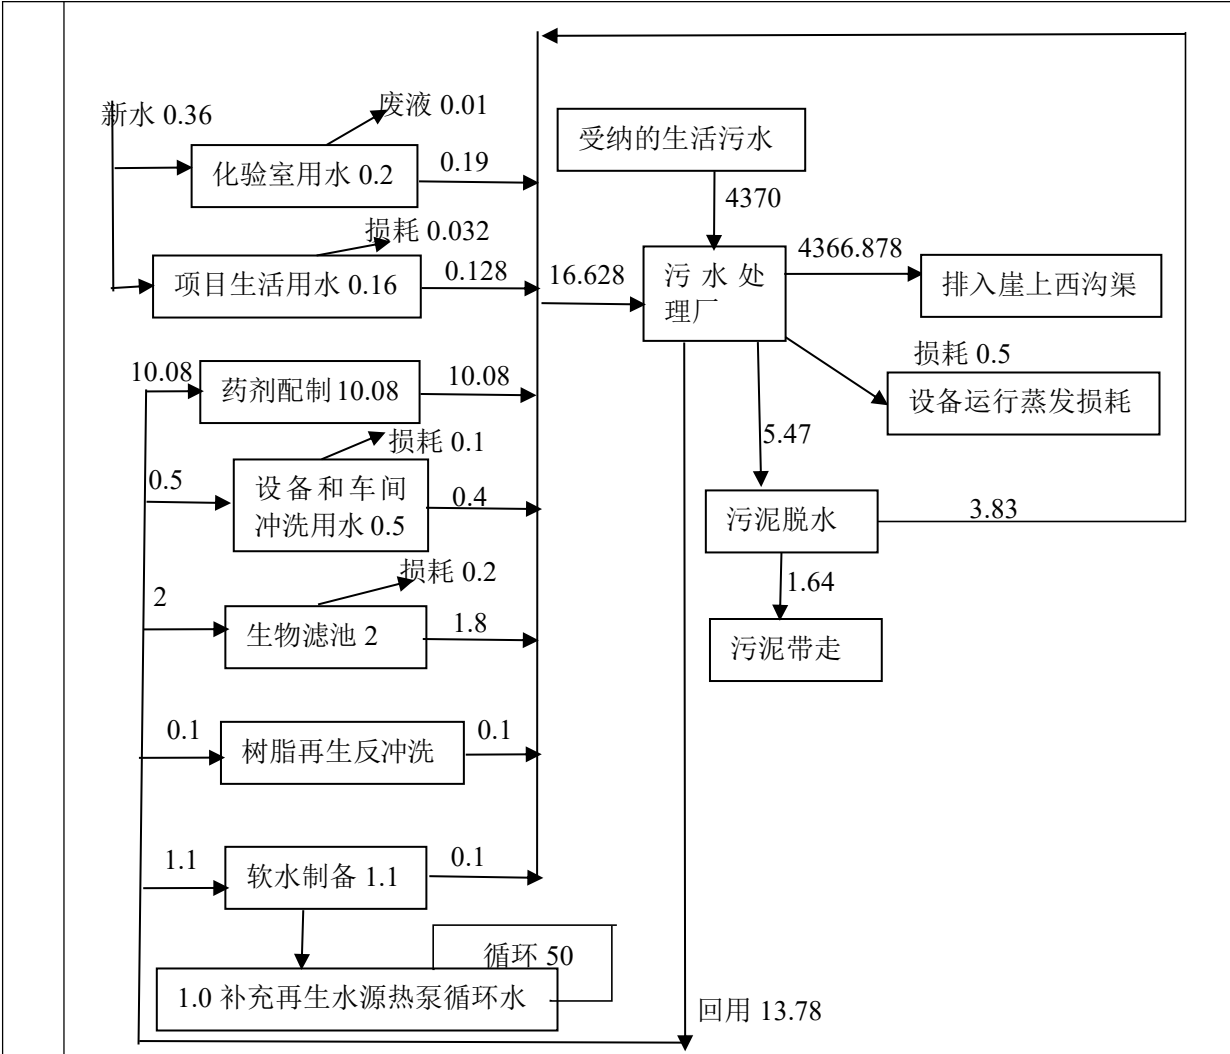 新水 0.36
废液 0.01
化验室用水 0.2
0.19
受纳的生活污水
4370
损耗 0.032
项目生活用水 0.16
0.128
16.628
污水处
理厂
4366.878
排入崖上西沟渠
10.08
药剂配制 10.08
10.08
损耗 0.5
设备运行蒸发损耗
损耗 0.1
0.5
设备和车间
冲洗用水 0.5
0.4
5.47
污泥脱水
3.83
损耗 0.2
2
生物滤池 2
1.8
1.64
污泥带走
0.1
树脂再生反冲洗
0.1
1.1
软水制备 1.1
0.1
循环 50
1.0 补充再生水源热泵循环水
回用 13.78